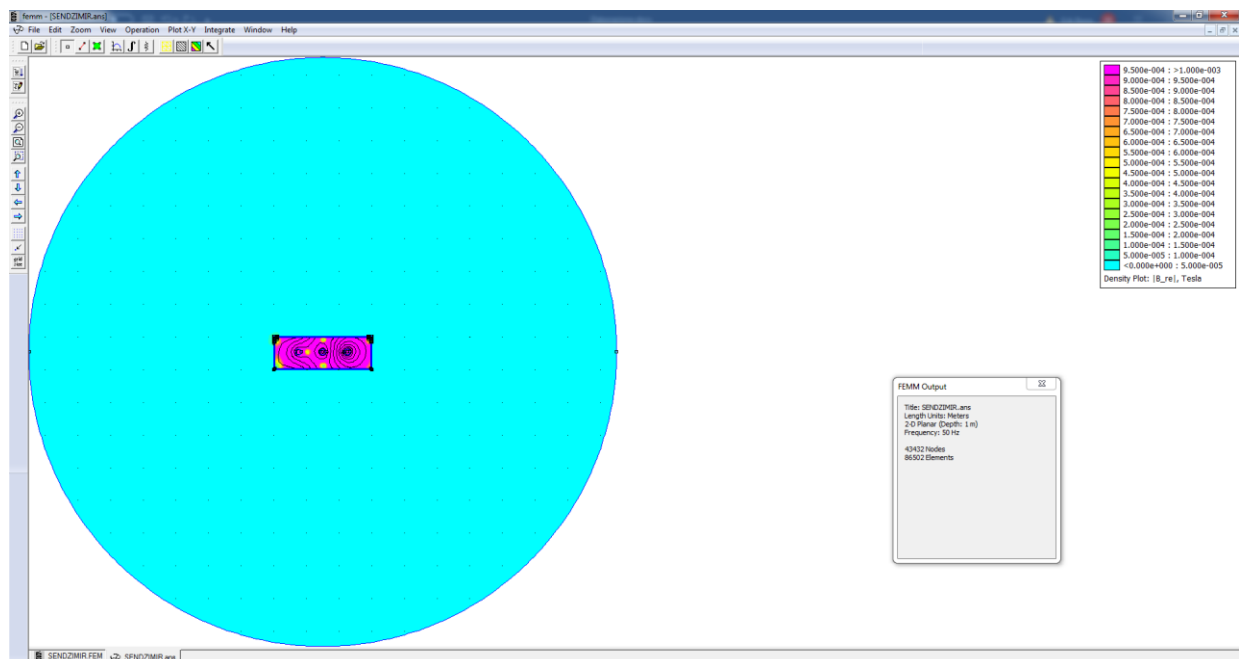 femm - [SENDZIMIR.ans]
File Edit Zoom View Operation Plot X-Y Integrate Window Help
9.500e-004 : >1.000e-003
9.000e-004 : 9.500e-004
8.500e-004 : 9.000e-004
8.000e-004 : 8.500e-004
7.500e-004 : 8.000e-004
7.000e-004 : 7.500e-004
6.500e-004 : 7.000e-004
6.000e-004 : 6.500e-004
5.500e-004 : 6.000e-004
5.000e-004 : 5.500e-004
4.500e-004 : 5.000e-004
4.000e-004 : 4.500e-004
3.500e-004 : 4.000e-004
3.000e-004 : 3.500e-004
2.500e-004 : 3.000e-004
2.000e-004 : 2.500e-004
1.500e-004 : 2.000e-004
1.000e-004 : 1.500e-004
5.000e-005 : 1.000e-004
<0.000e+000 : 5.000e-005
Density Plot: |B_re|, Tesla
FEMM Output
Title: SENDZIMIR.ans
Length Units: Meters
2-D Planar (Depth: 1 m)
Frequency: 50 Hz
43432 Nodes
86502 Elements
SENDZIMIR.FEM SENDZIMIR.ans